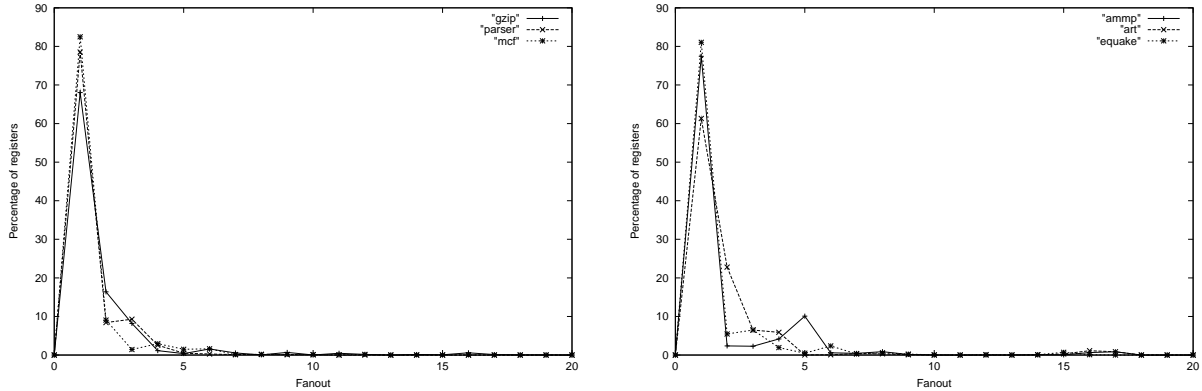 90
80
70
60
50
40
30
20
10
0
Percentage of registers
0 5 10 15 20
Fanout
"gzip"
"parser"
"mcf"
90
80
70
60
50
40
30
20
10
0
Percentage of registers
0 5 10 15 20
Fanout
"ammp"
"art"
"equake"